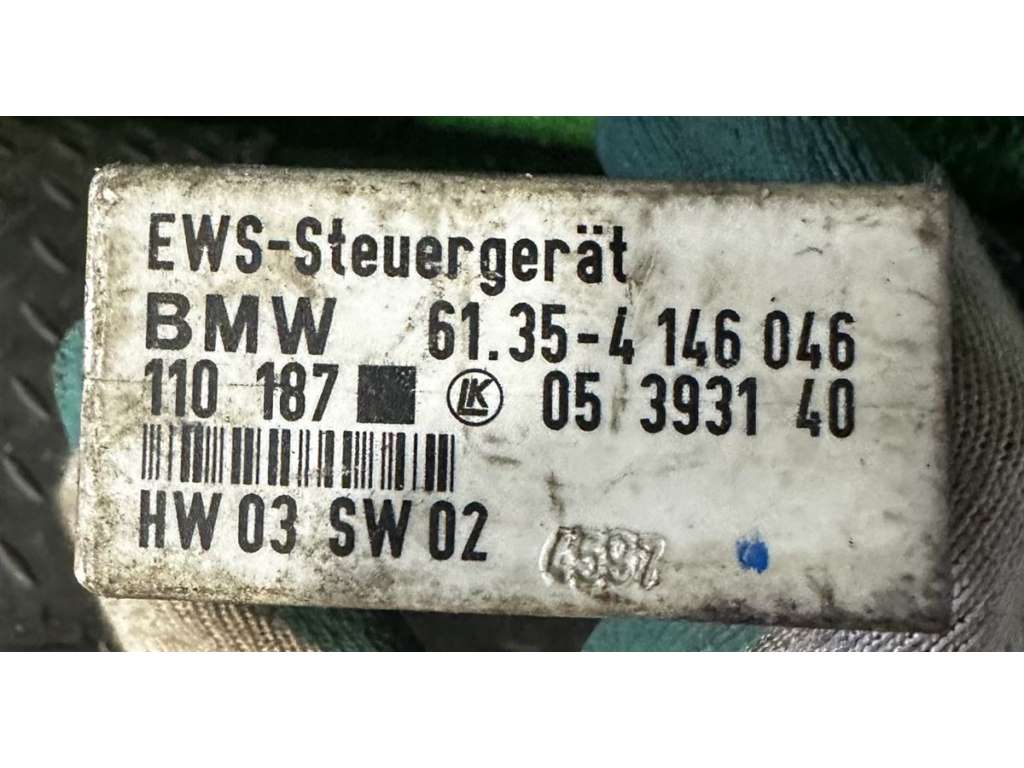 EWS-Steuergerät
BMW 61.35-4 146 046
110 187 LK 05 3931 40
HW 03 SW 02